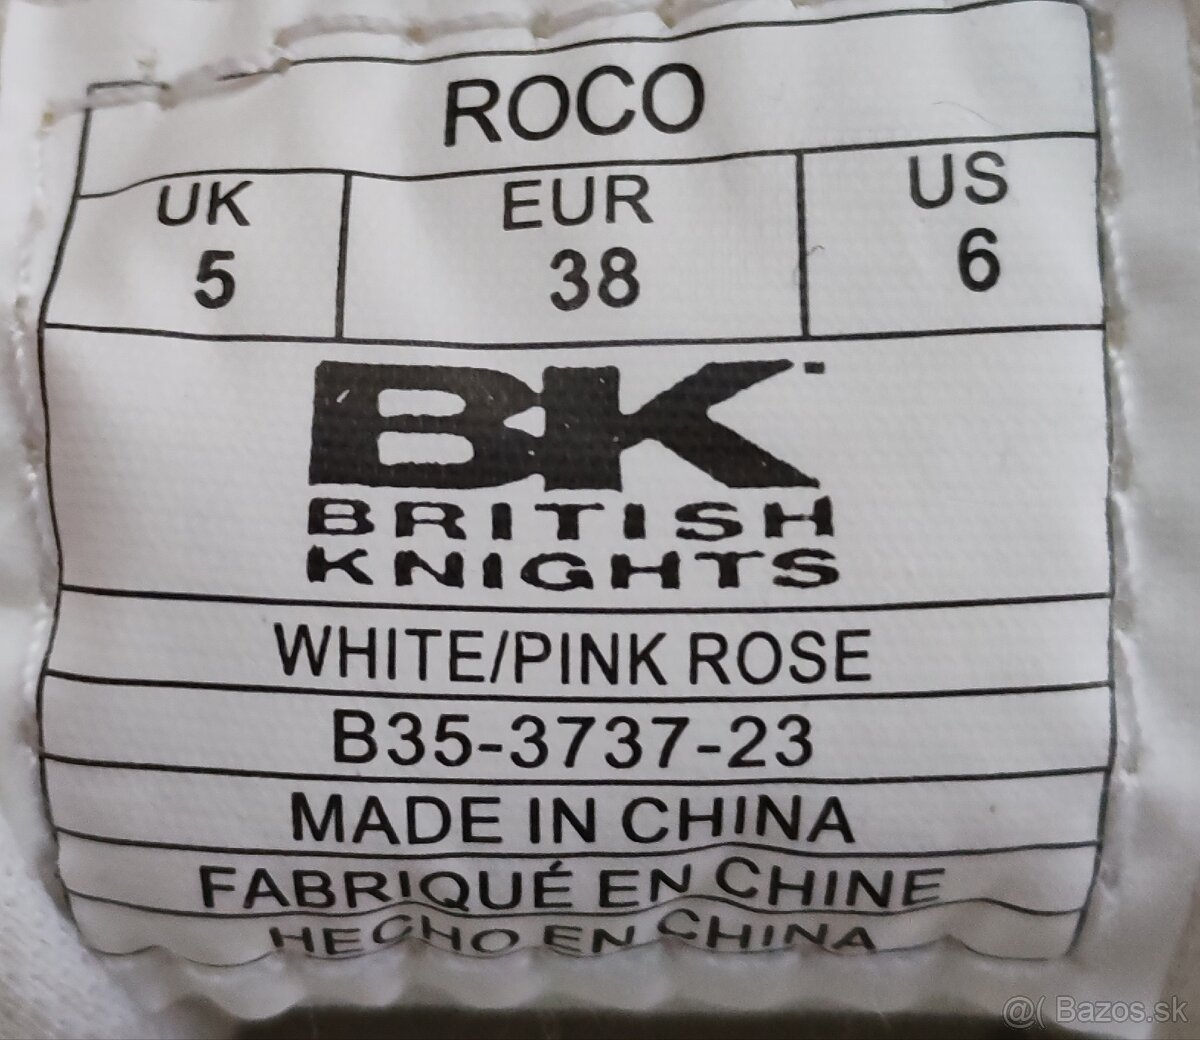 ROCO
UK EUR US
5 38 6
BK
BRITISH
KNIGHTS
WHITE/PINK ROSE
B35-3737-23
MADE IN CHINA
FABRIQUÉ EN CHINE
HECHO EN CHINA
@( Bazos.sk